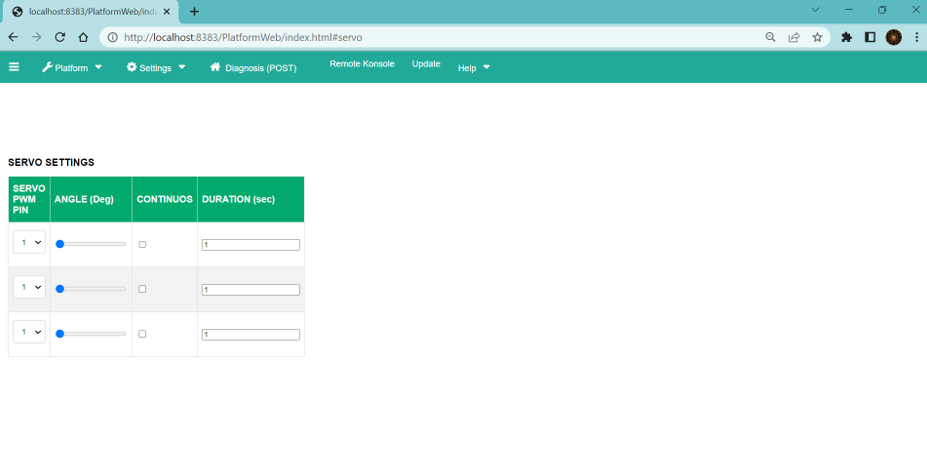 localhost:8383/PlatformWeb/ind
http://localhost:8383/PlatformWeb/index.html#servo
Platform Settings Diagnosis (POST) Remote Konsole Update Help
SERVO SETTINGS
SERVO PWM PIN ANGLE (Deg) CONTINUOS DURATION (sec)
1 1
1 1
1 1